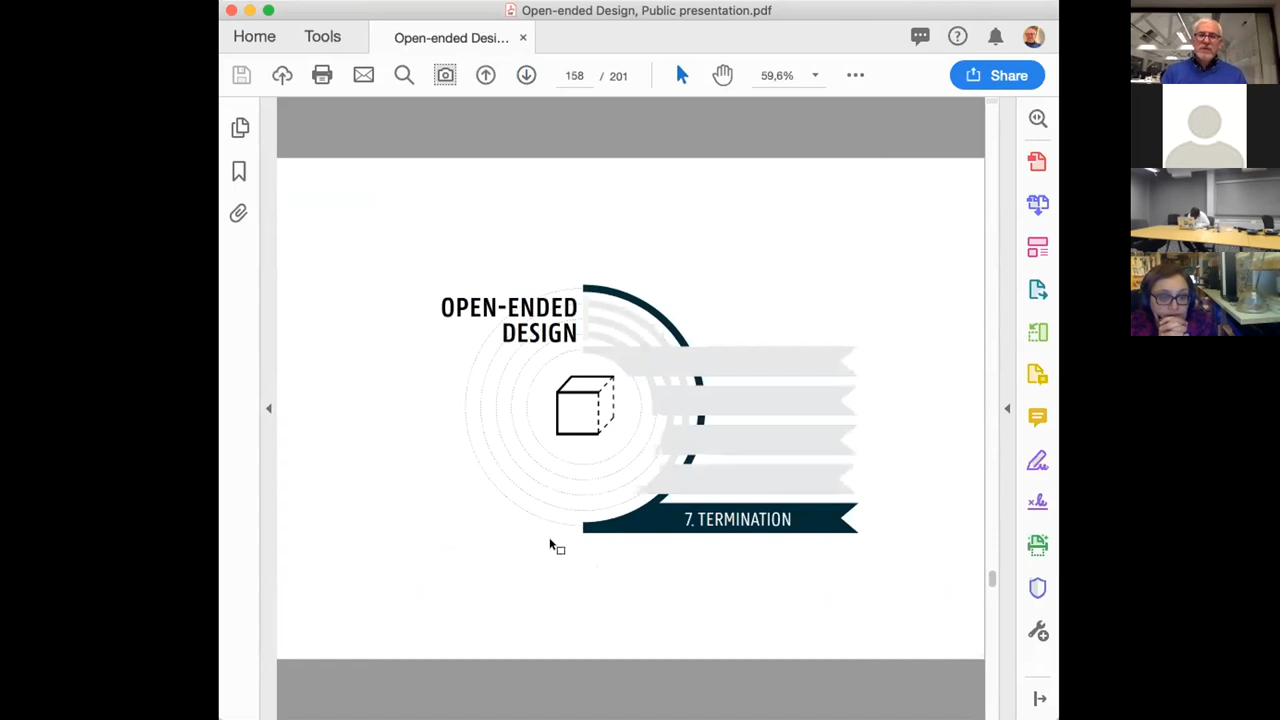 Open-ended Design, Public presentation.pdf
Home
Tools
Open-ended Desi...
158 / 201
59,6%
Share
OPEN-ENDED
DESIGN
7. TERMINATION